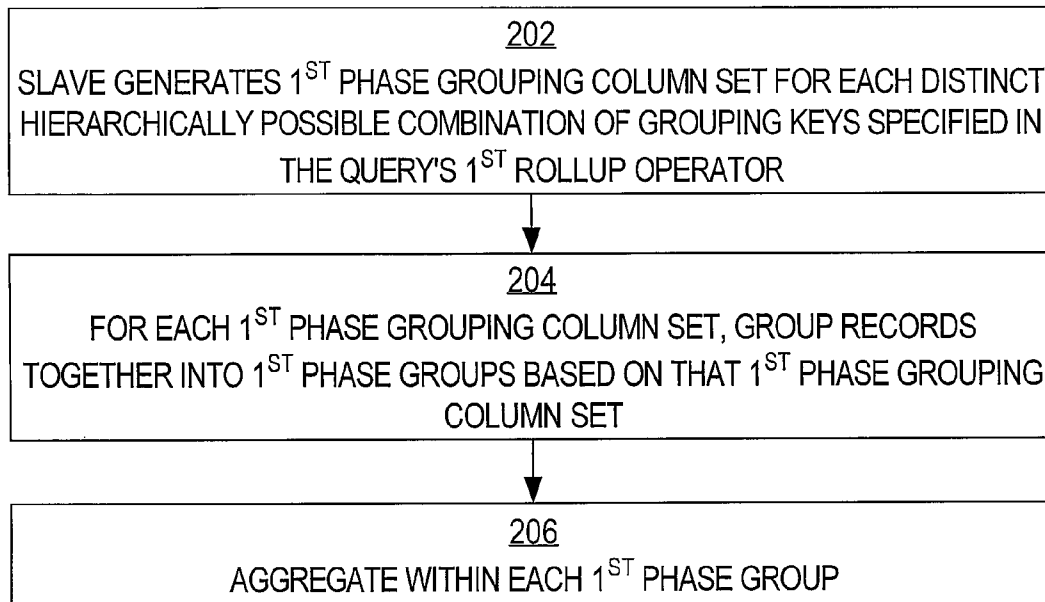 202
SLAVE GENERATES 1ST PHASE GROUPING COLUMN SET FOR EACH DISTINCT
HIERARCHICALLY POSSIBLE COMBINATION OF GROUPING KEYS SPECIFIED IN
THE QUERY'S 1ST ROLLUP OPERATOR
204
FOR EACH 1ST PHASE GROUPING COLUMN SET, GROUP RECORDS
TOGETHER INTO 1ST PHASE GROUPS BASED ON THAT 1ST PHASE GROUPING
COLUMN SET
206
AGGREGATE WITHIN EACH 1ST PHASE GROUP